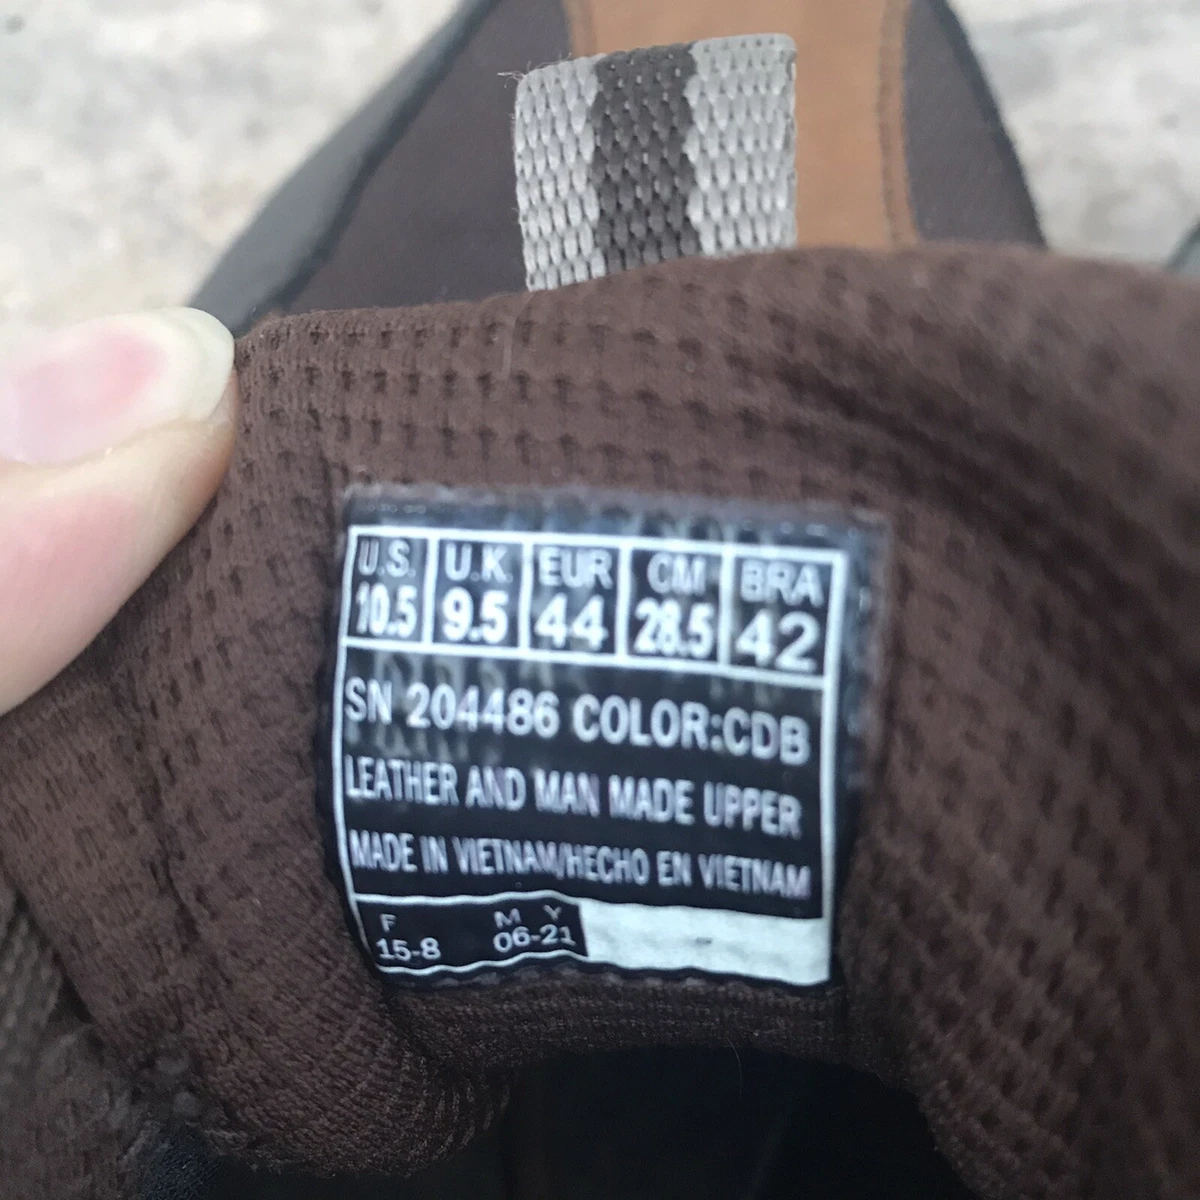 U.S. U.K. EUR CM BRA
10.5 9.5 44 28.5 42
SN 204486 COLOR:CDB
LEATHER AND MAN MADE UPPER
MADE IN VIETNAM/HECHO EN VIETNAM
F M Y
15-8 06-21